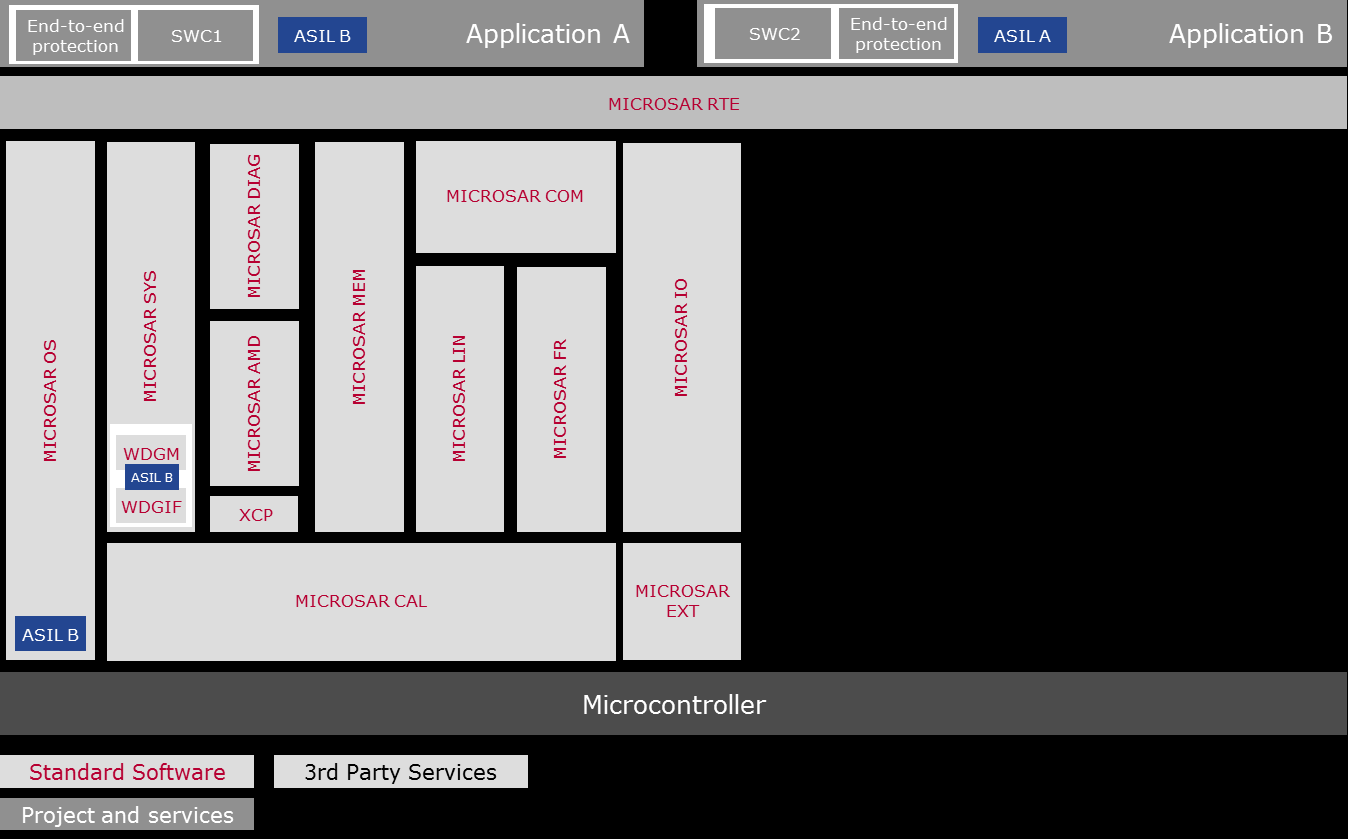 End-to-end
protection
SWC1
ASIL B
Application A
SWC2
End-to-end
protection
ASIL A
Application B
MICROSAR RTE
MICROSAR OS
ASIL B
MICROSAR SYS
WDGM
ASIL B
WDGIF
MICROSAR DIAG
MICROSAR AMD
XCP
MICROSAR MEM
MICROSAR COM
MICROSAR LIN
MICROSAR FR
MICROSAR IO
MICROSAR CAL
MICROSAR
EXT
Microcontroller
Standard Software
3rd Party Services
Project and services